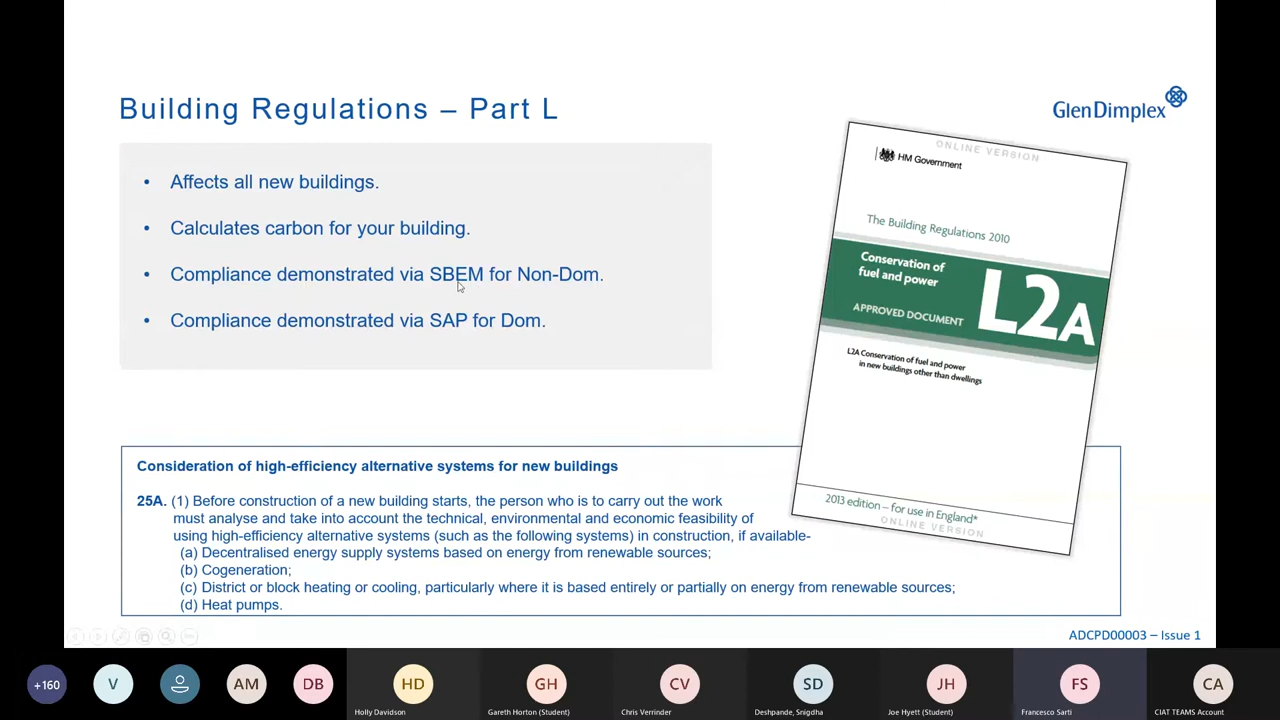 Building Regulations – Part L
GlenDimplex
• Affects all new buildings.
• Calculates carbon for your building.
• Compliance demonstrated via SBEM for Non-Dom.
• Compliance demonstrated via SAP for Dom.
ONLINE VERSION
HM Government
The Building Regulations 2010
Conservation of
fuel and power
L2A
APPROVED DOCUMENT
L2A Conservation of fuel and power
in new buildings other than dwellings
2013 edition – for use in England*
ONLINE VERSION
Consideration of high-efficiency alternative systems for new buildings
25A. (1) Before construction of a new building starts, the person who is to carry out the work
must analyse and take into account the technical, environmental and economic feasibility of
using high-efficiency alternative systems (such as the following systems) in construction, if available-
(a) Decentralised energy supply systems based on energy from renewable sources;
(b) Cogeneration;
(c) District or block heating or cooling, particularly where it is based entirely or partially on energy from renewable sources;
(d) Heat pumps.
ADCPD00003 – Issue 1
+160
V
AM
DB
HD
GH
CV
SD
JH
FS
CA
Holly Davidson
Gareth Horton (Student)
Chris Verrinder
Deshpande, Snigdha
Joe Hyett (Student)
Francesco Sarti
CIAT TEAMS Account